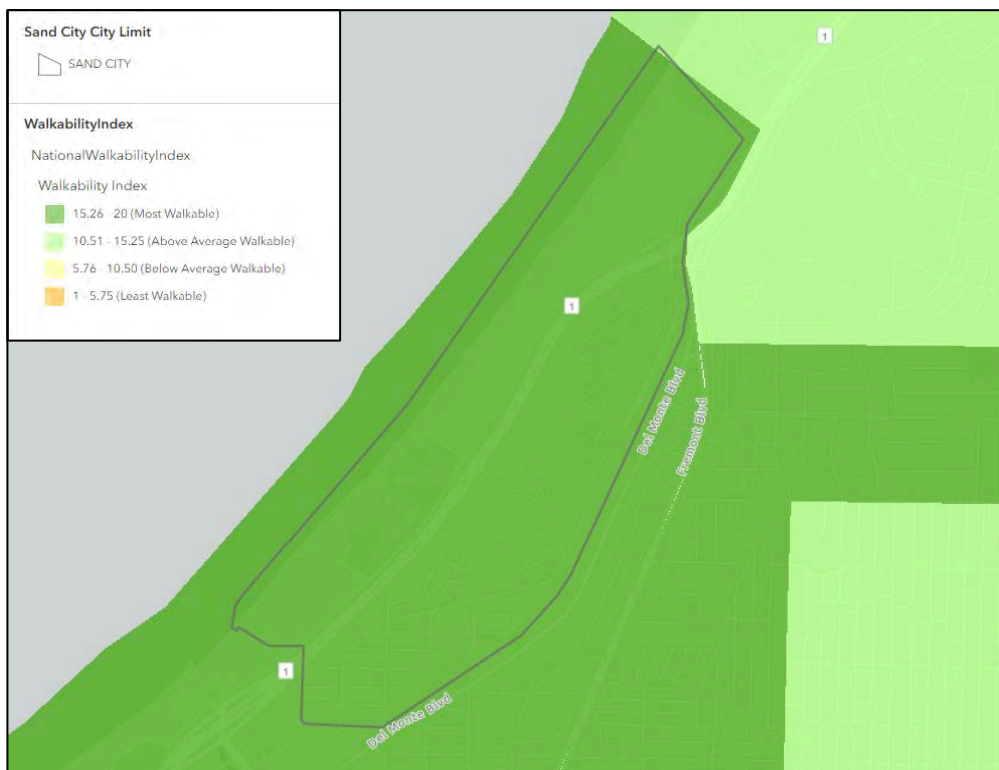 Sand City City Limit
SAND CITY
WalkabilityIndex
NationalWalkabilityIndex
Walkability Index
15.26 - 20 (Most Walkable)
10.51 - 15.25 (Above Average Walkable)
5.76 - 10.50 (Below Average Walkable)
1 - 5.75 (Least Walkable)
1
1
Del Monte Blvd
Fremont Blvd
1
Del Monte Blvd